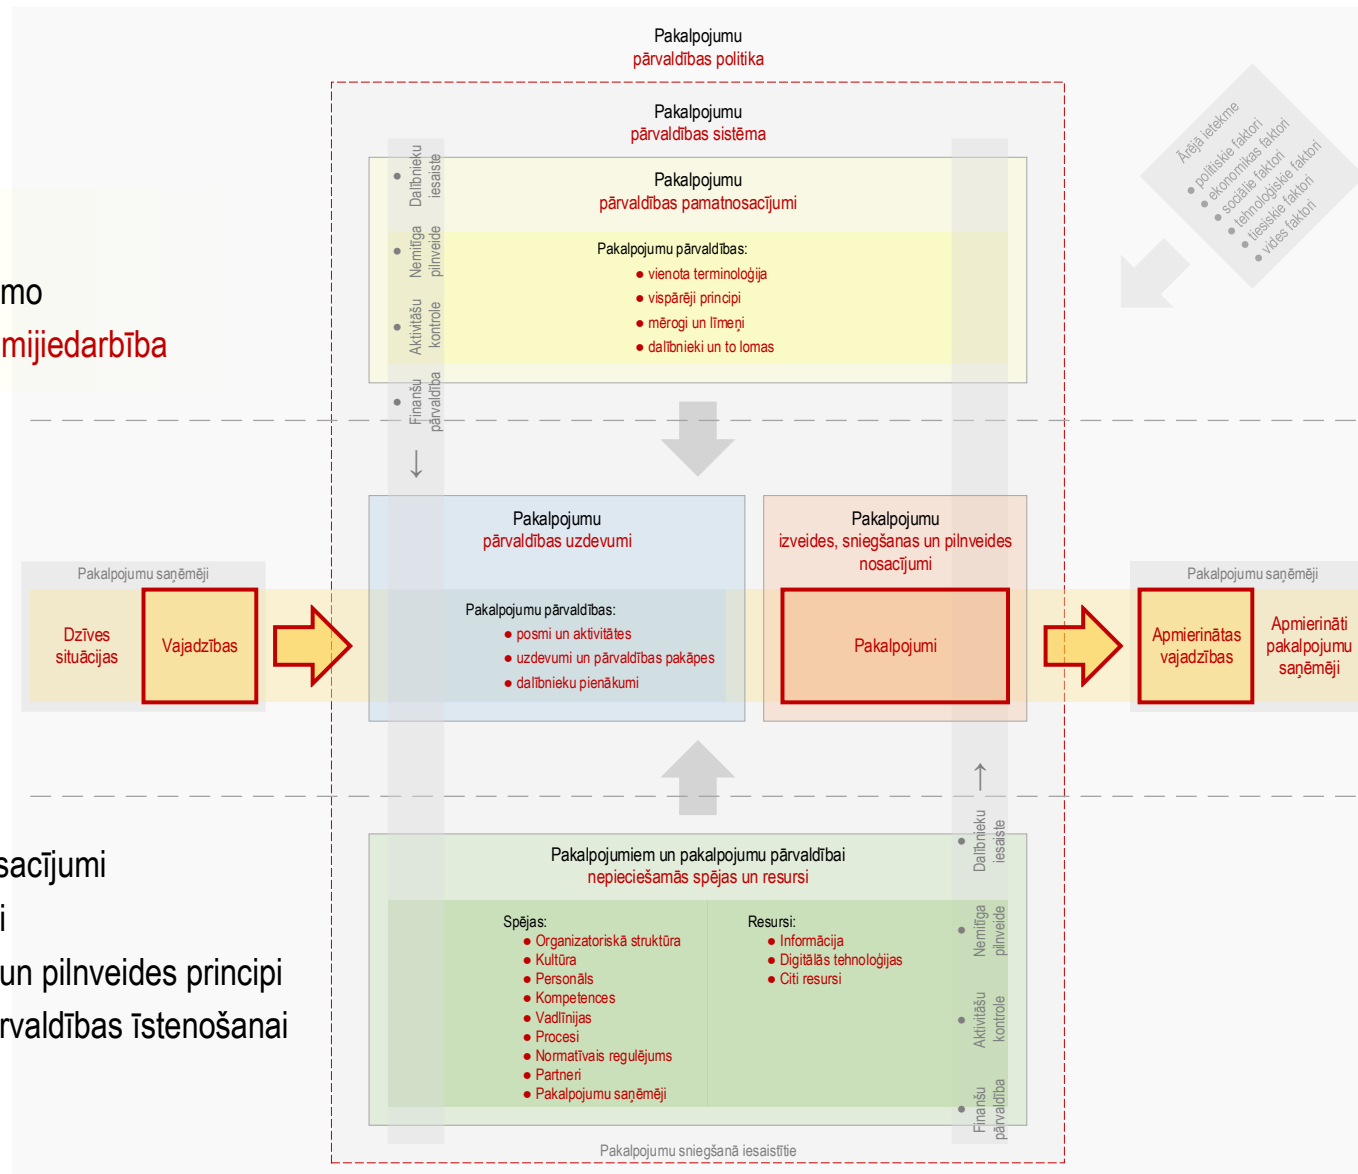 Pakalpojumu
pārvaldības politika
Pakalpojumu
pārvaldības sistēma
Ārējā ietekme
● politiskie faktori
● ekonomikas faktori
● sociālie faktori
● tehnoloģiskie faktori
● tiesiskie faktori
● vides faktori
● Dalībnieku
iesaiste
● Nemitīga
pilnveide
● Aktivitāšu
kontrole
● Finanšu
pārvaldība
→
Pakalpojumu
pārvaldības pamatnosacījumi
Pakalpojumu pārvaldības:
● vienota terminoloģija
● vispārēji principi
● mērogi un līmeņi
● dalībnieki un to lomas
mo
mijiedarbība
Pakalpojumu
pārvaldības uzdevumi
Pakalpojumu pārvaldības:
● posmi un aktivitātes
● uzdevumi un pārvaldības pakāpes
● dalībnieku pienākumi
Pakalpojumu
izveides, sniegšanas un pilnveides
nosacījumi
Pakalpojumi
Pakalpojumu saņēmēji
Dzīves
situācijas
Vajadzības
Pakalpojumu saņēmēji
Apmierinātas
vajadzības
Apmierināti
pakalpojumu
saņēmēji
sacījumi
i
un pilnveides principi
rvaldības īstenošanai
Pakalpojumiem un pakalpojumu pārvaldībai
nepieciešamās spējas un resursi
Spējas:
● Organizatoriskā struktūra
● Kultūra
● Personāls
● Kompetences
● Vadlīnijas
● Procesi
● Normatīvais regulējums
● Partneri
● Pakalpojumu saņēmēji
Resursi:
● Informācija
● Digitālās tehnoloģijas
● Citi resursi
→
● Dalībnieku
iesaiste
● Nemitīga
pilnveide
● Aktivitāšu
kontrole
● Finanšu
pārvaldība
Pakalpojumu sniegšanā iesaistītie